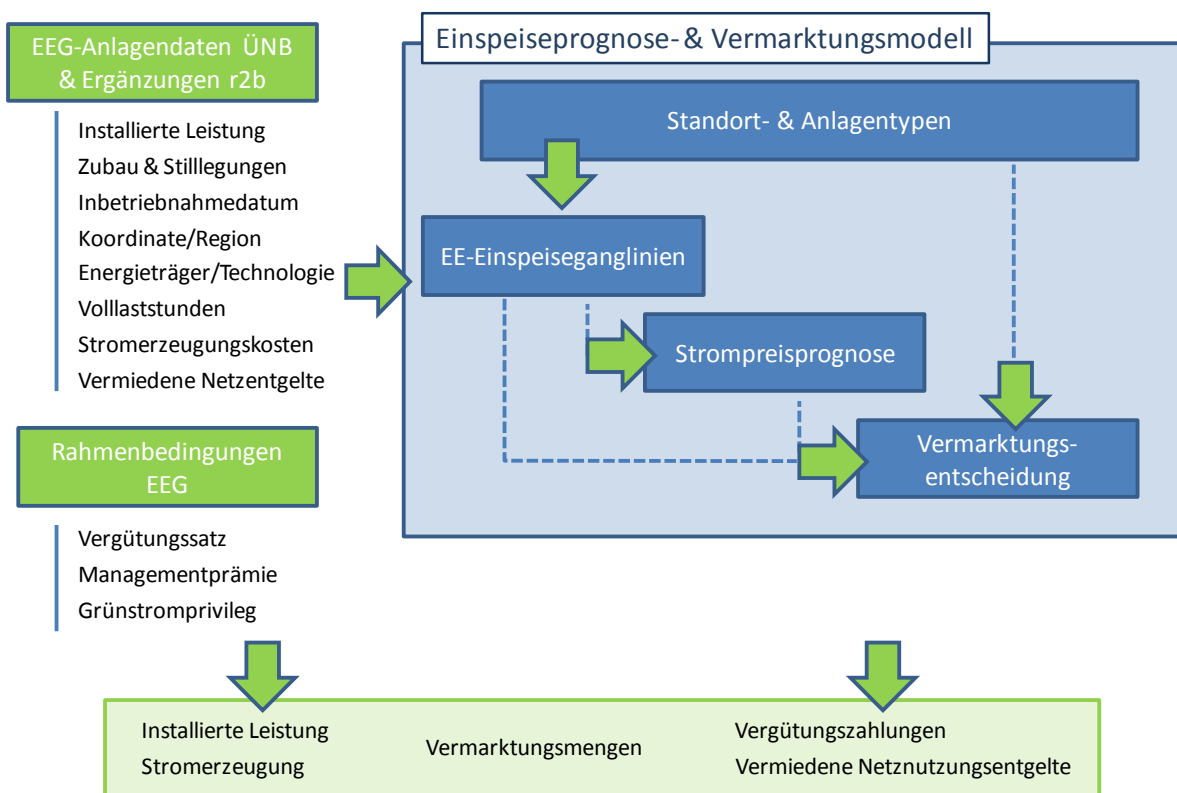 EEG-Anlagendaten ÜNB
& Ergänzungen r2b
Installierte Leistung
Zubau & Stilllegungen
Inbetriebnahmedatum
Koordinate/Region
Energieträger/Technologie
Volllaststunden
Stromerzeugungskosten
Vermiedene Netzentgelte
Rahmenbedingungen
EEG
Vergütungssatz
Managementprämie
Grünstromprivileg
Einspeiseprognose- & Vermarktungsmodell
Standort- & Anlagentypen
EE-Einspeiseganglinien
Strompreisprognose
Vermarktungs-
entscheidung
Installierte Leistung
Stromerzeugung
Vermarktungsmengen
Vergütungszahlungen
Vermiedene Netznutzungsentgelte